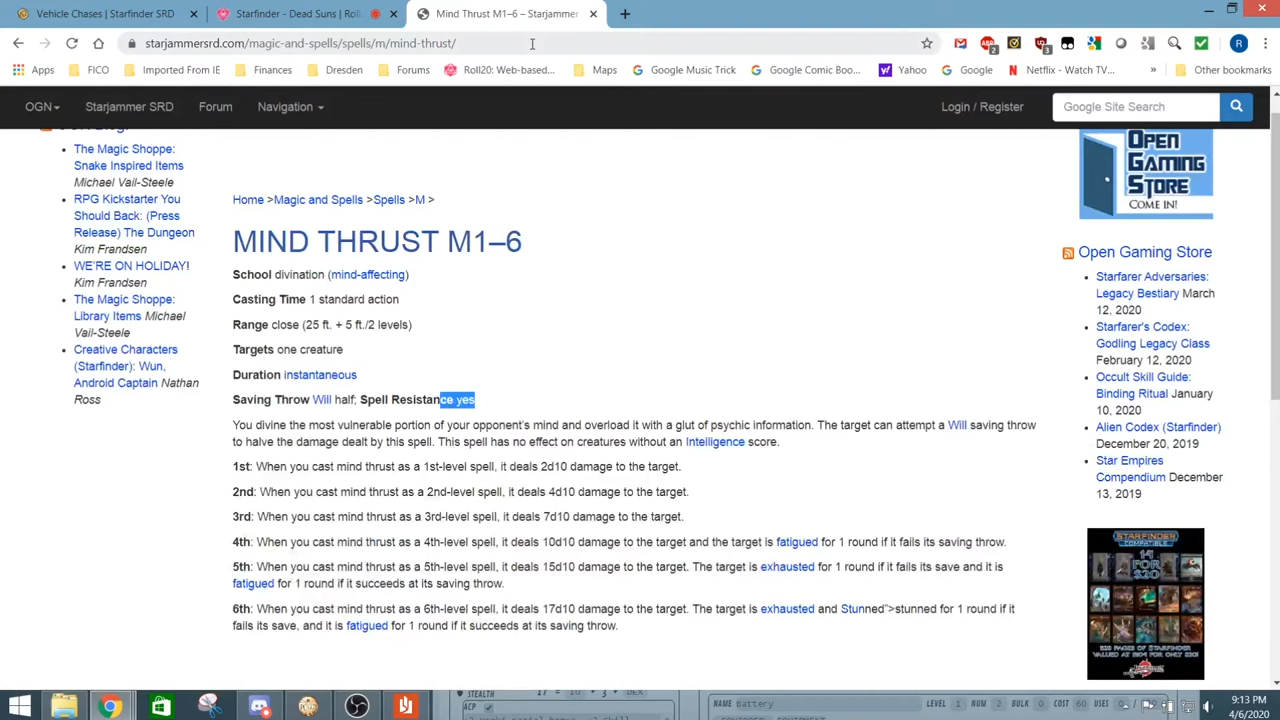 Vehicle Chases | Starfinder SRD
Starfinder - Dead Suns | Roll
Mind Thrust M1–6 – Starjammer
starjammersrd.com/magic-and-spells/spells/m/mind-thrust/
Apps FICO Imported From IE Finances Dresden Forums Roll20: Web-based... Maps Google Music Trick Google Comic Boo... Yahoo Google Netflix - Watch TV... » Other bookmarks
OGN Starjammer SRD Forum Navigation Login / Register Google Site Search
The Magic Shoppe:
Snake Inspired Items
Michael Vail-Steele
RPG Kickstarter You
Should Back: (Press
Release) The Dungeon
Kim Frandsen
WE'RE ON HOLIDAY!
Kim Frandsen
The Magic Shoppe:
Library Items Michael
Vail-Steele
Creative Characters
(Starfinder): Wun,
Android Captain Nathan
Ross
Home >Magic and Spells >Spells >M >
MIND THRUST M1–6
School divination (mind-affecting)
Casting Time 1 standard action
Range close (25 ft. + 5 ft./2 levels)
Targets one creature
Duration instantaneous
Saving Throw Will half; Spell Resistance yes
You divine the most vulnerable portion of your opponent's mind and overload it with a glut of psychic information. The target can attempt a Will saving throw
to halve the damage dealt by this spell. This spell has no effect on creatures without an Intelligence score.
1st: When you cast mind thrust as a 1st-level spell, it deals 2d10 damage to the target.
2nd: When you cast mind thrust as a 2nd-level spell, it deals 4d10 damage to the target.
3rd: When you cast mind thrust as a 3rd-level spell, it deals 7d10 damage to the target.
4th: When you cast mind thrust as a 4th-level spell, it deals 10d10 damage to the target and the target is fatigued for 1 round if it fails its saving throw.
5th: When you cast mind thrust as a 5th-level spell, it deals 15d10 damage to the target. The target is exhausted for 1 round if it fails its save and it is
fatigued for 1 round if it succeeds at its saving throw.
6th: When you cast mind thrust as a 6th-level spell, it deals 17d10 damage to the target. The target is exhausted and Stunned">stunned for 1 round if it
fails its save, and it is fatigued for 1 round if it succeeds at its saving throw.
OPEN
GAMING
STORE
COME IN!
Open Gaming Store
Starfarer Adversaries:
Legacy Bestiary March
12, 2020
Starfarer's Codex:
Godling Legacy Class
February 12, 2020
Occult Skill Guide:
Binding Ritual January
10, 2020
Alien Codex (Starfinder)
December 20, 2019
Star Empires
Compendium December
13, 2019
STARFINDER
COMPATIBLE
FOR
STEALTH
ACP
NAME battery LEVEL 1 NUM 2 BULK 0 COST 60 USES
9:13 PM
4/6/2020